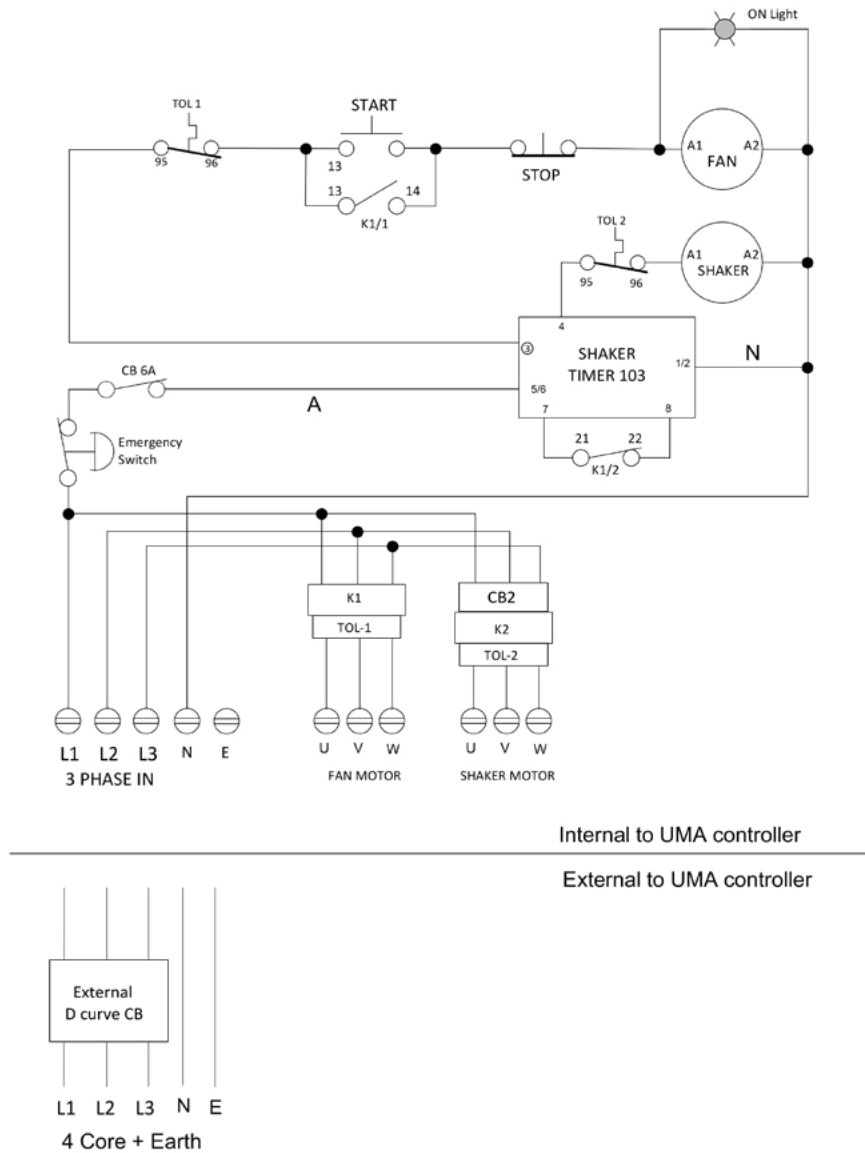 ON Light
TOL 1
START
95
96
13
A1
FAN
A2
STOP
13
14
K1/1
TOL 2
95
96
A1
SHAKER
A2
4
3
SHAKER
TIMER 103
1/2
N
CB 6A
A
5/6
7
8
Emergency
Switch
21
22
K1/2
K1
TOL-1
CB2
K2
TOL-2
L1
L2
L3
N
E
3 PHASE IN
U
V
W
FAN MOTOR
U
V
W
SHAKER MOTOR
Internal to UMA controller
External to UMA controller
External
D curve CB
L1
L2
L3
N
E
4 Core + Earth